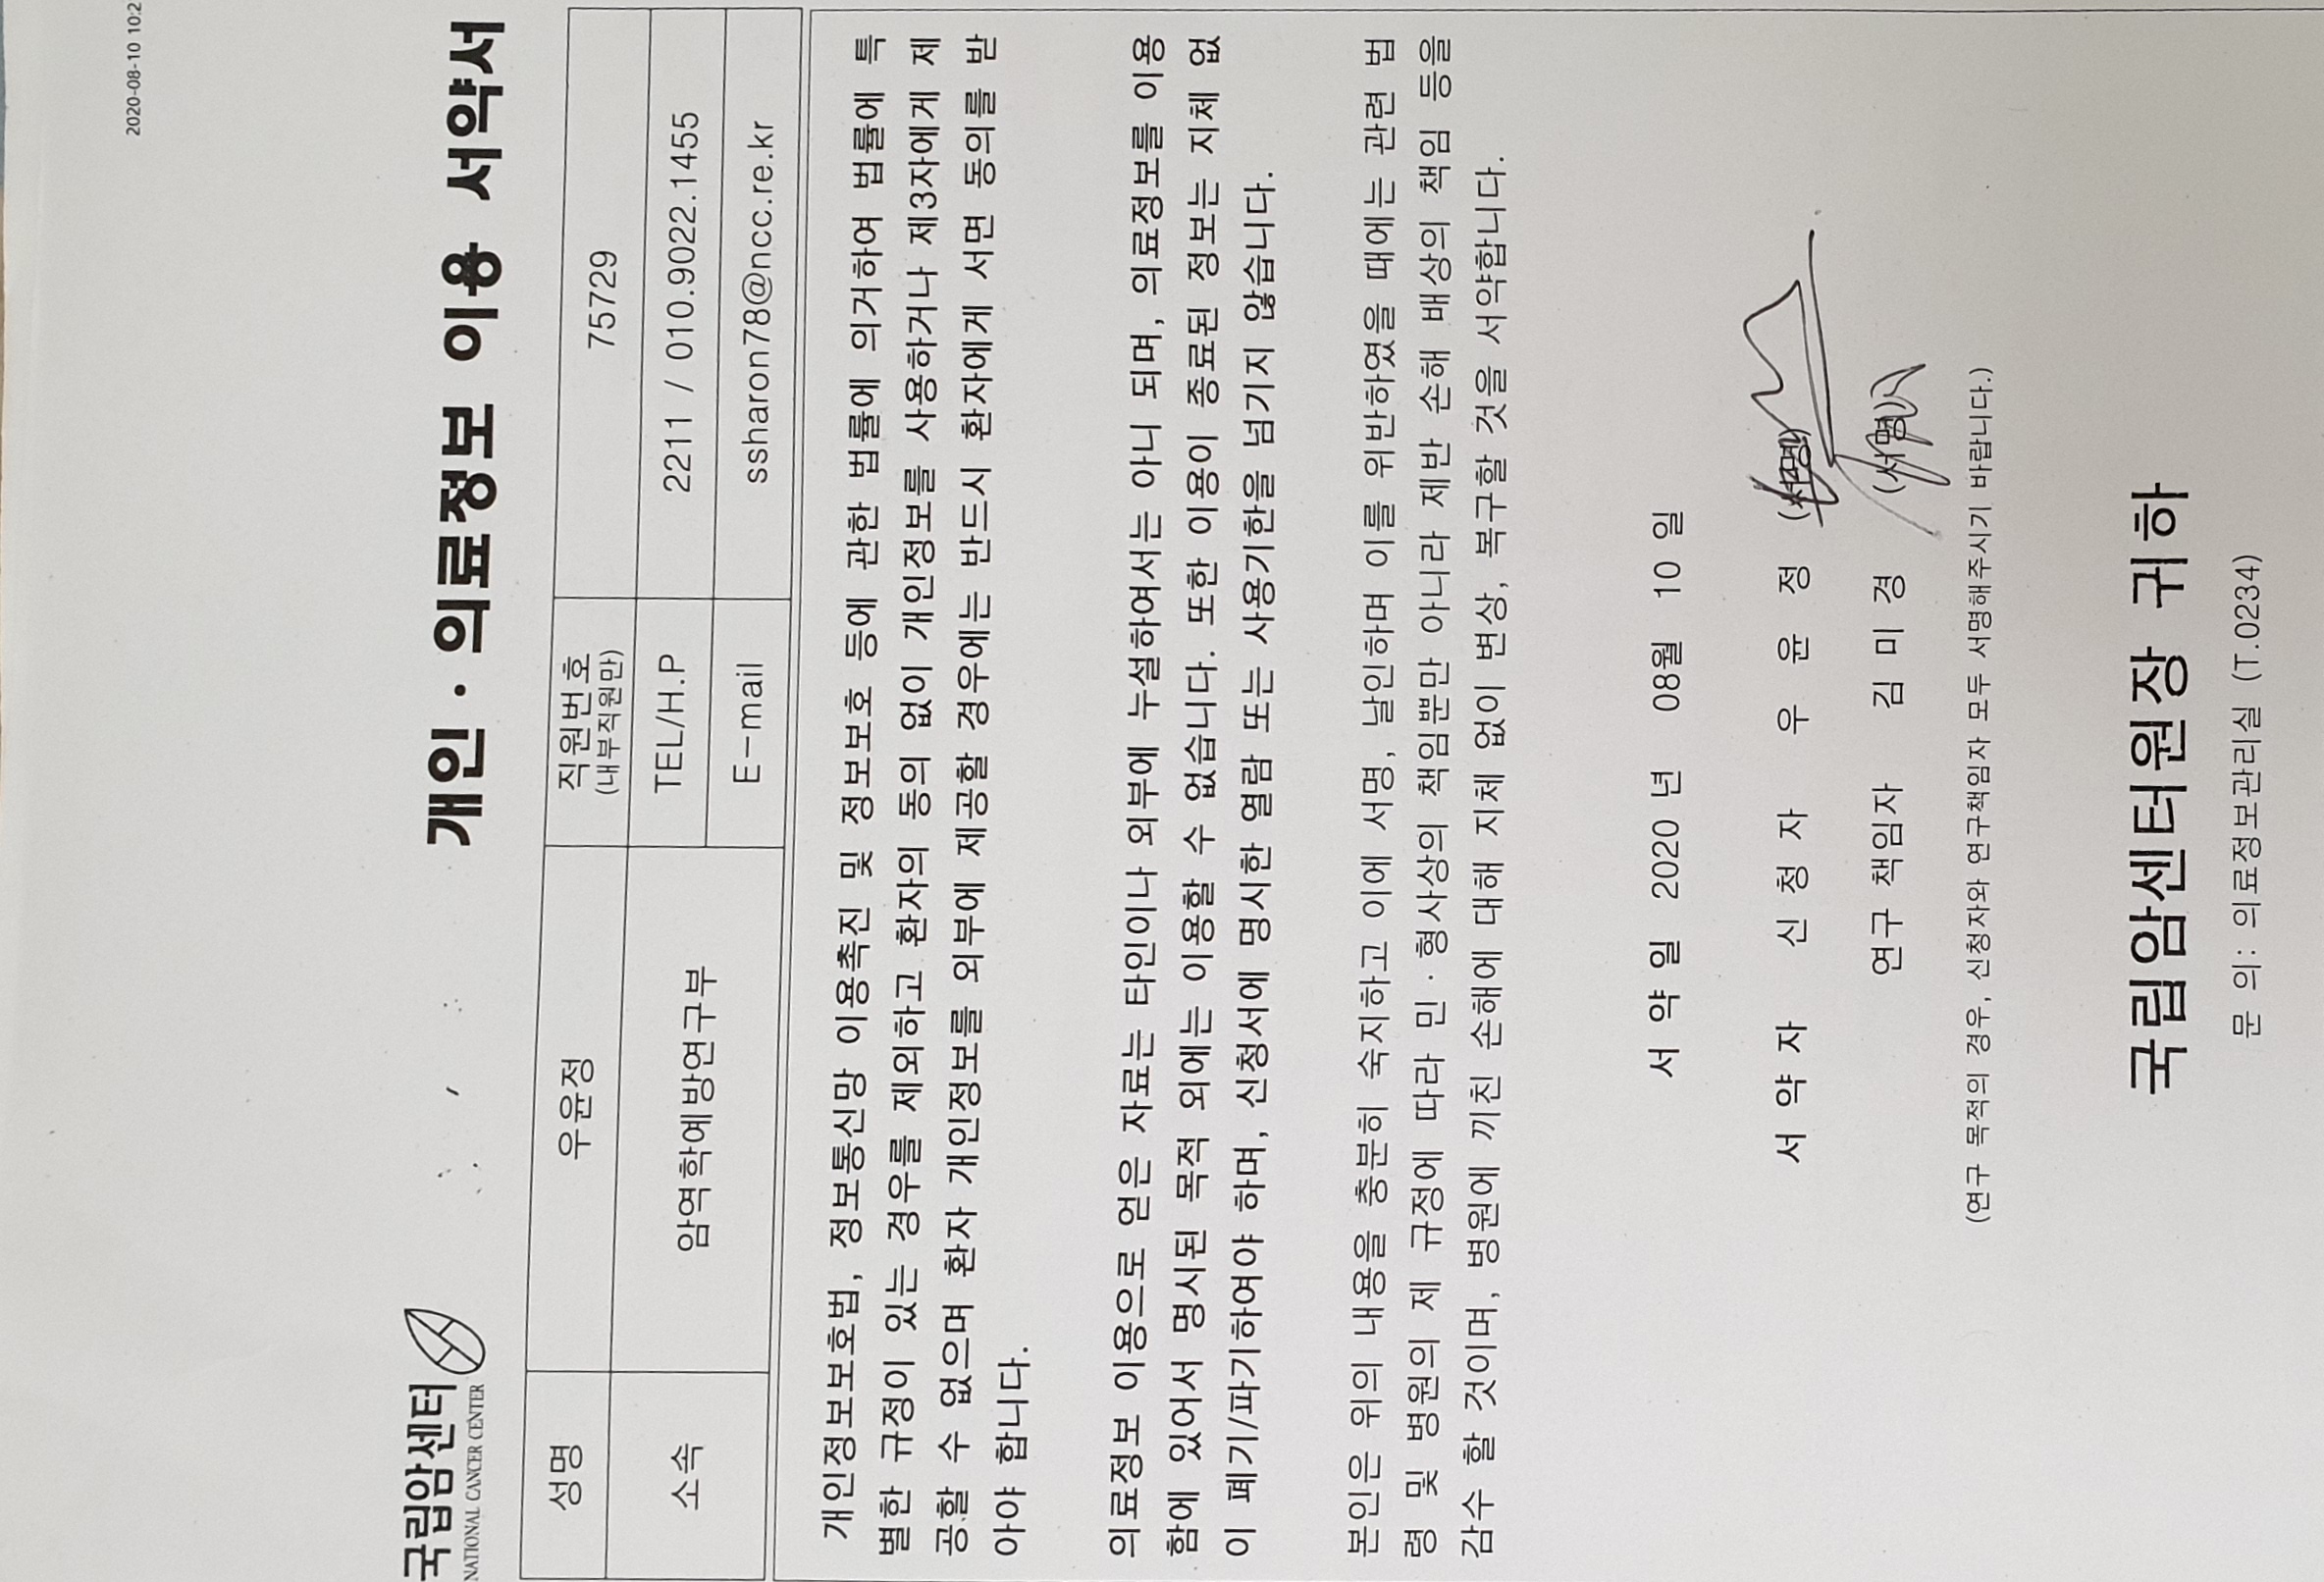 2020-08-10 10:2
국립암센터
NATIONAL CANCER CENTER
개인 · 의료정보 이용 서약서
성명 우윤정 직원번호 (내부직원만) 75729
소속 암역학예방연구부 TEL/H.P 2211 / 010.9022.1455
E-mail ssharon78@ncc.re.kr
개인정보보호법, 정보통신망 이용촉진 및 정보보호 등에 관한 법률에 의거하여 법률에 특
별한 규정이 있는 경우를 제외하고 환자의 동의 없이 개인정보를 사용하거나 제3자에게 제
공할 수 없으며 환자 개인정보를 외부에 제공할 경우에는 반드시 환자에게 서면 동의를 받
아야 합니다.
의료정보 이용으로 얻은 자료는 타인이나 외부에 누설하여서는 아니 되며, 의료정보를 이용
함에 있어서 명시된 목적 외에는 이용할 수 없습니다. 또한 이용이 종료된 정보는 지체 없
이 폐기/파기하여야 하며, 신청서에 명시한 열람 또는 사용기한을 넘기지 않습니다.
본인은 위의 내용을 충분히 숙지하고 이에 서명, 날인하며 이를 위반하였을 때에는 관련 법
령 및 병원의 제 규정에 따라 민 · 형사상의 책임뿐만 아니라 제반 손해 배상의 책임 등을
감수 할 것이며, 병원에 끼친 손해에 대해 지체 없이 변상, 복구할 것을 서약합니다.
서 약 일 2020 년 08월 10 일
서 약 자 신 청 자 우 윤 정 (서명)
연구 책임자 김 미 경 (서명)
(연구 목적의 경우, 신청자와 연구책임자 모두 서명해주시기 바랍니다.)
국립암센터원장 귀하
문 의: 의료정보관리실 (T.0234)